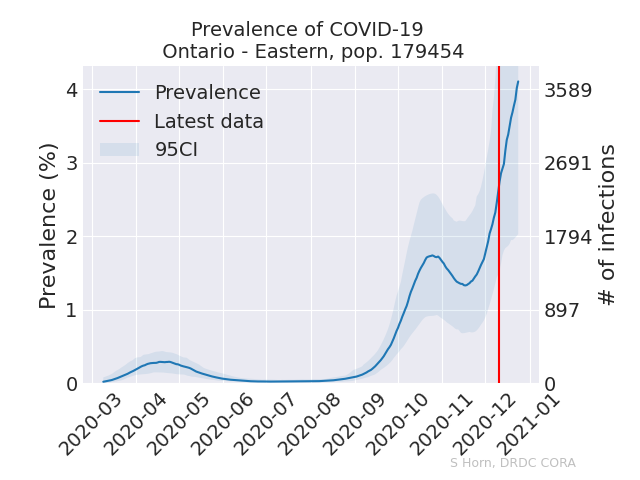 Prevalence of COVID-19
Ontario - Eastern, pop. 179454
Prevalence (%)
4
3
2
1
0
Prevalence
Latest data
95CI
3589
2691
1794
897
0
# of infections
2020-03
2020-04
2020-05
2020-06
2020-07
2020-08
2020-09
2020-10
2020-11
2020-12
2021-01
S Horn, DRDC CORA